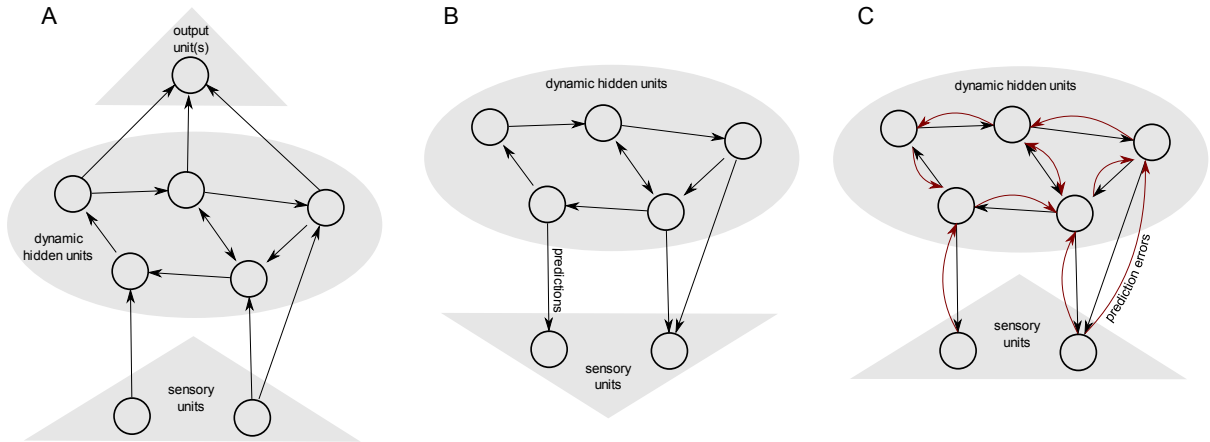 A
output
unit(s)
dynamic
hidden units
sensory
units
B
dynamic hidden units
predictions
sensory
units
C
dynamic hidden units
prediction errors
sensory
units